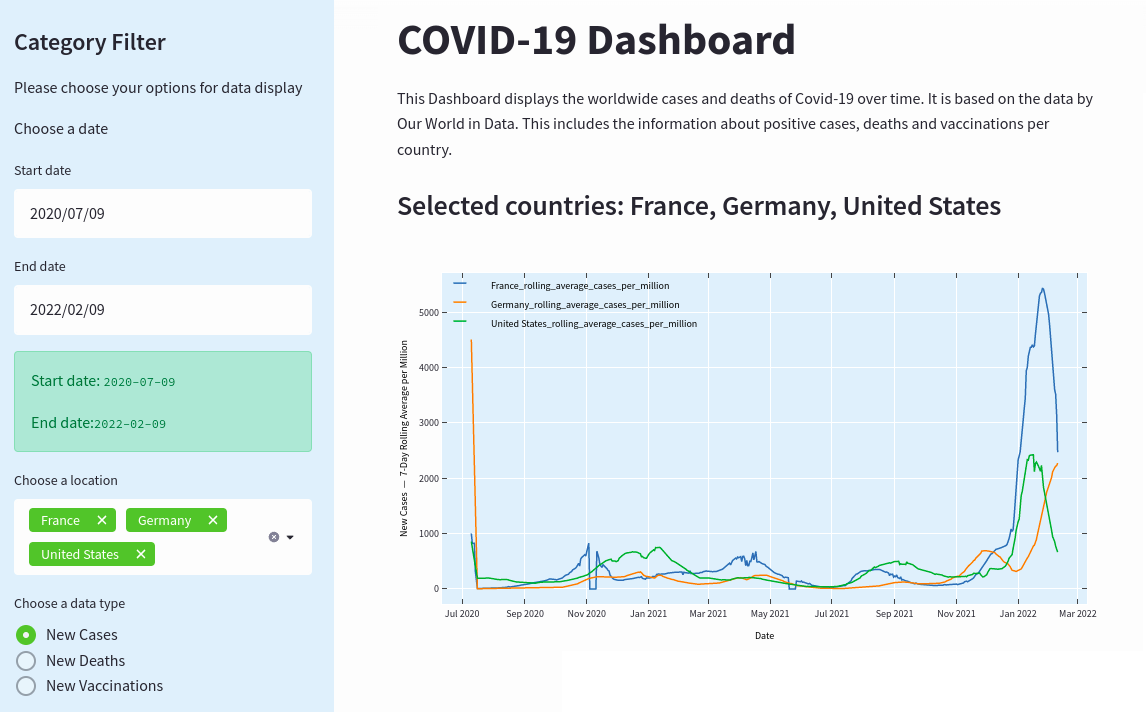 Category Filter
Please choose your options for data display
Choose a date
Start date
2020/07/09
End date
2022/02/09
Start date: 2020-07-09
End date:2022-02-09
Choose a location
France ✕ Germany ✕
United States ✕
Choose a data type
New Cases
New Deaths
New Vaccinations
COVID-19 Dashboard
This Dashboard displays the worldwide cases and deaths of Covid-19 over time. It is based on the data by
Our World in Data. This includes the information about positive cases, deaths and vaccinations per
country.
Selected countries: France, Germany, United States
France_rolling_average_cases_per_million
Germany_rolling_average_cases_per_million
United States_rolling_average_cases_per_million
New Cases — 7-Day Rolling Average per Million
5000
4000
3000
2000
1000
0
Jul 2020 Sep 2020 Nov 2020 Jan 2021 Mar 2021 May 2021 Jul 2021 Sep 2021 Nov 2021 Jan 2022 Mar 2022
Date